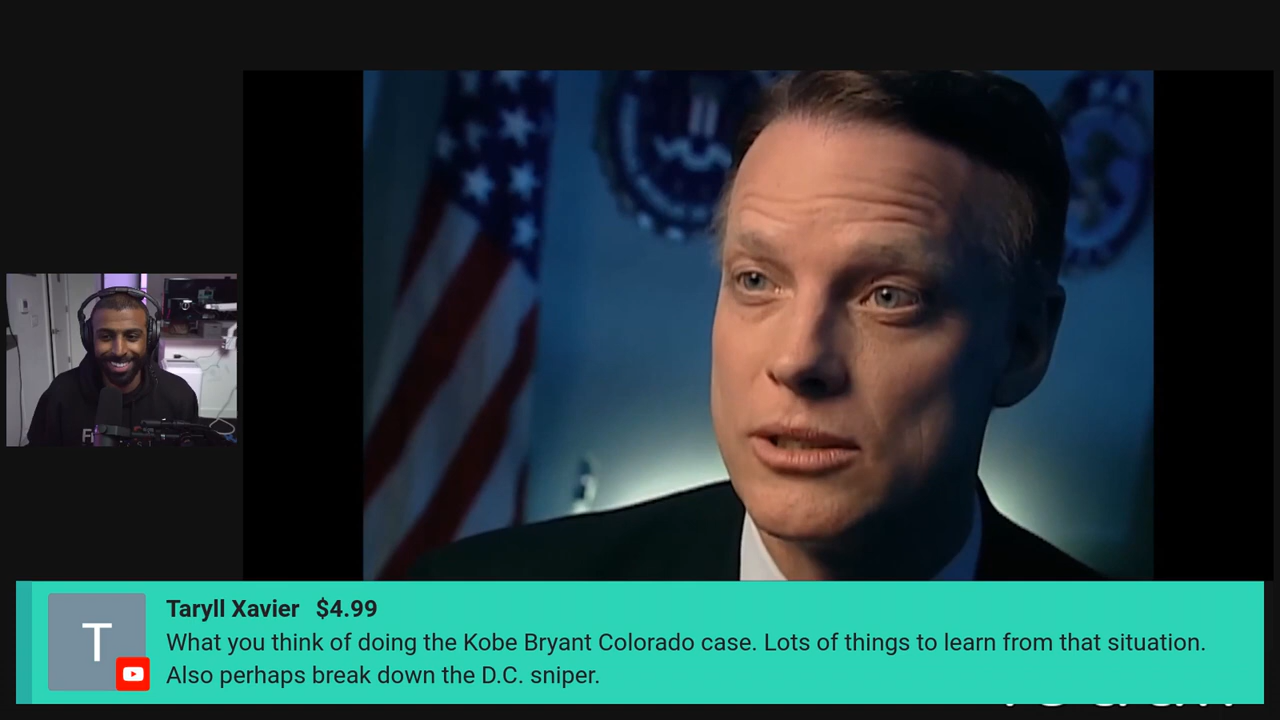 Taryll Xavier $4.99
T
What you think of doing the Kobe Bryant Colorado case. Lots of things to learn from that situation.
Also perhaps break down the D.C. sniper.